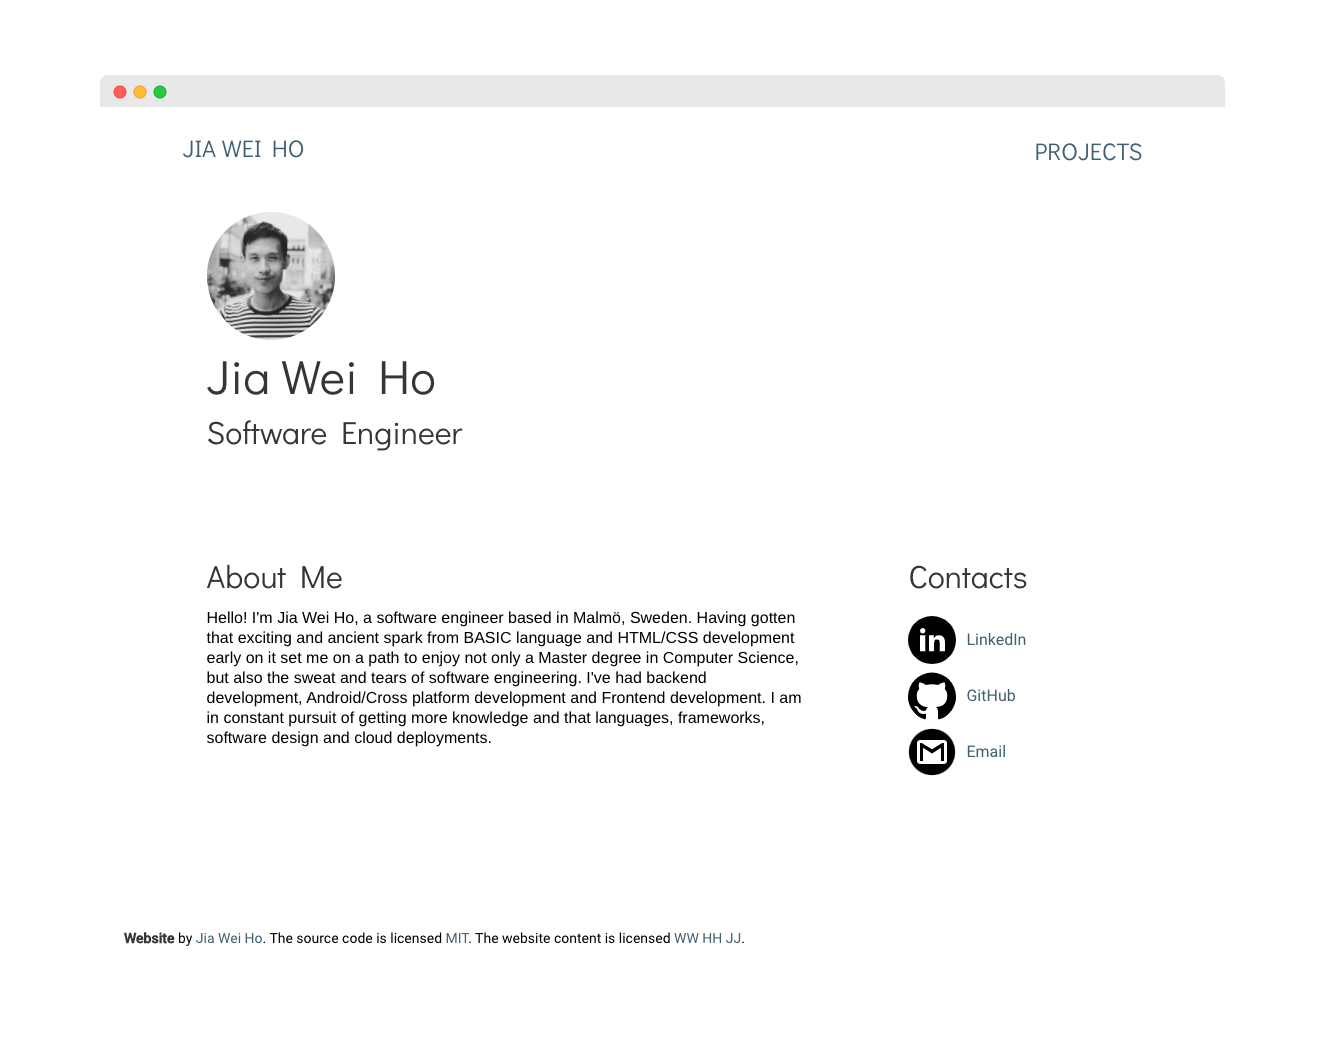 JIA WEI HO
PROJECTS
Jia Wei Ho
Software Engineer
About Me
Hello! I'm Jia Wei Ho, a software engineer based in Malmö, Sweden. Having gotten
that exciting and ancient spark from BASIC language and HTML/CSS development
early on it set me on a path to enjoy not only a Master degree in Computer Science,
but also the sweat and tears of software engineering. I've had backend
development, Android/Cross platform development and Frontend development. I am
in constant pursuit of getting more knowledge and that languages, frameworks,
software design and cloud deployments.
Contacts
in LinkedIn
GitHub
M Email
Website by Jia Wei Ho. The source code is licensed MIT. The website content is licensed WW HH JJ.